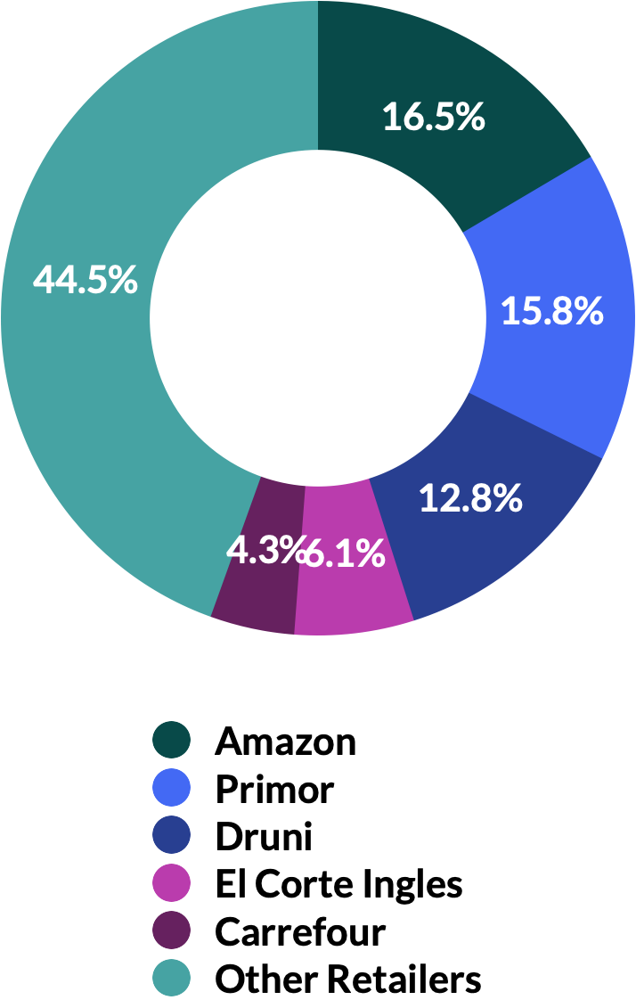 16.5%
44.5%
15.8%
12.8%
4.3%
6.1%
Amazon
Primor
Druni
El Corte Ingles
Carrefour
Other Retailers